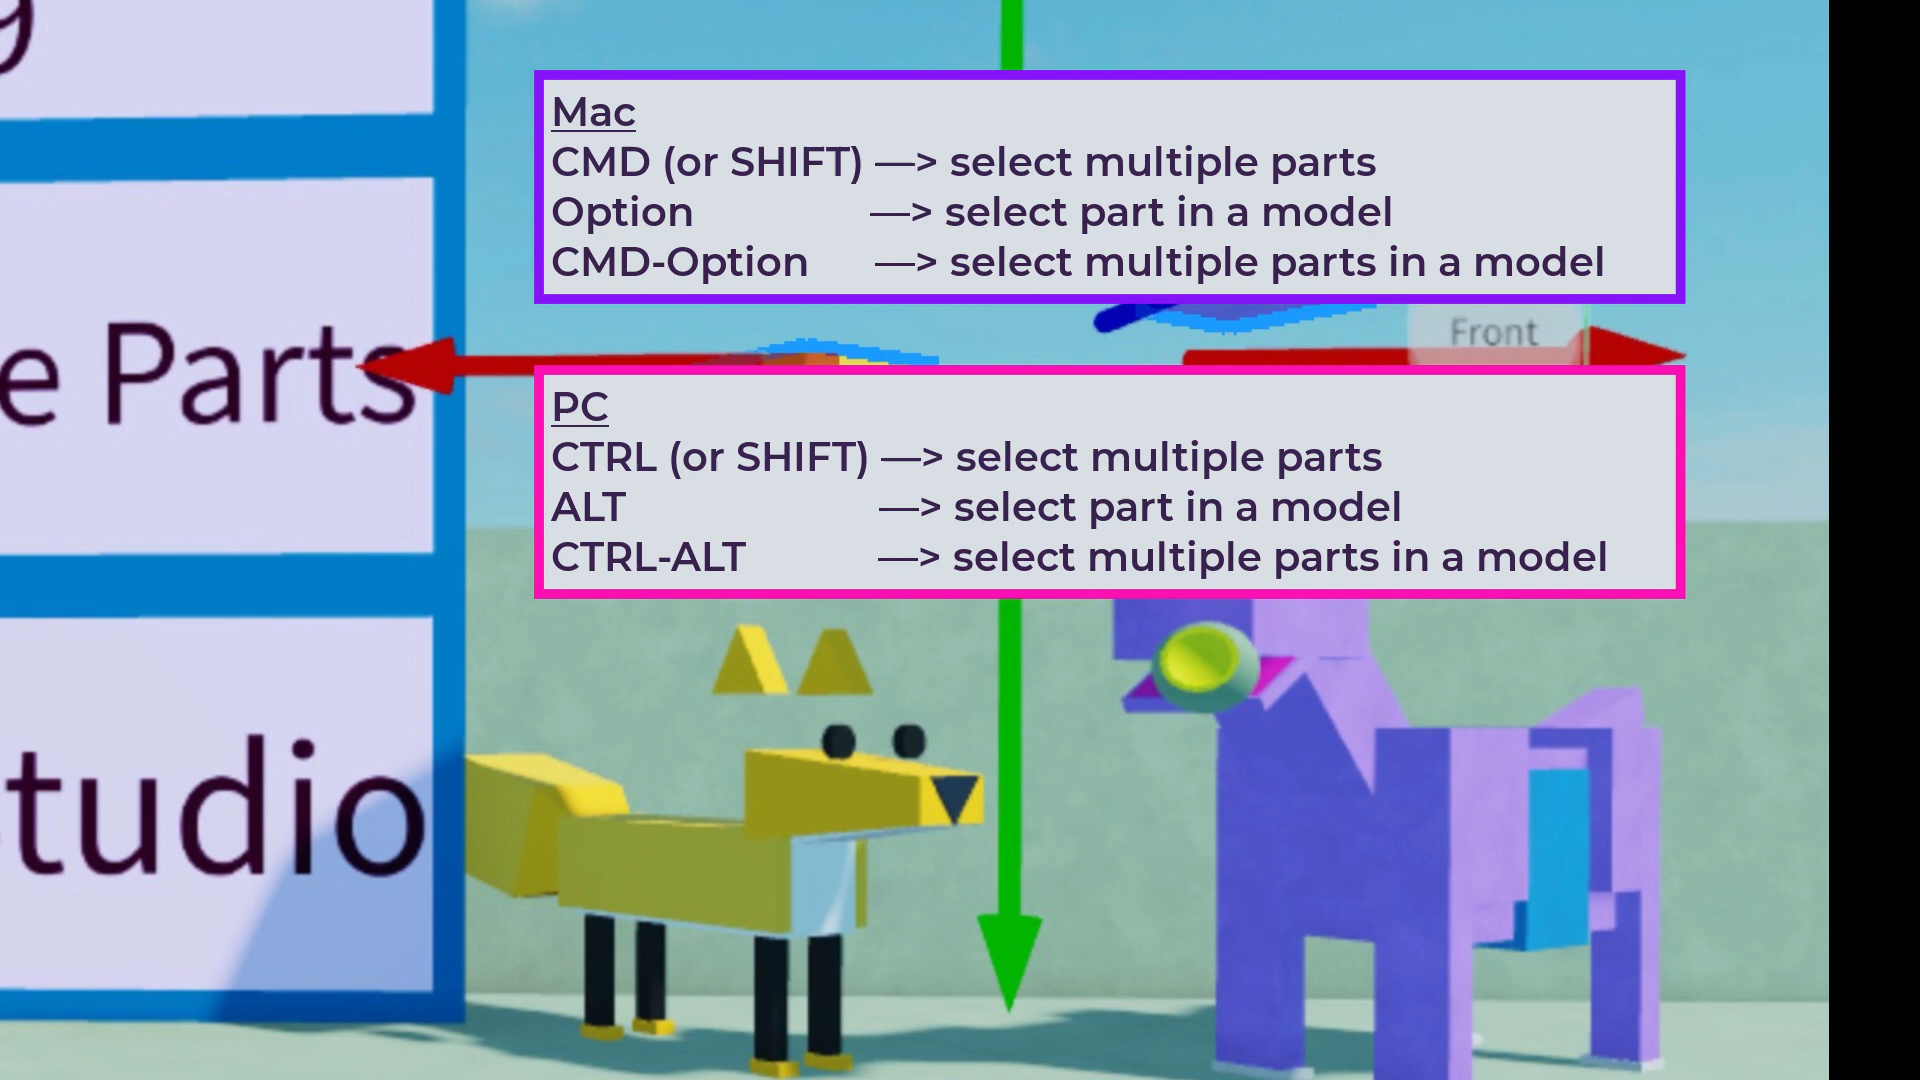 Mac
CMD (or SHIFT) —> select multiple parts
Option —> select part in a model
CMD-Option —> select multiple parts in a model
Front
e Parts
PC
CTRL (or SHIFT) —> select multiple parts
ALT —> select part in a model
CTRL-ALT —> select multiple parts in a model
tudio